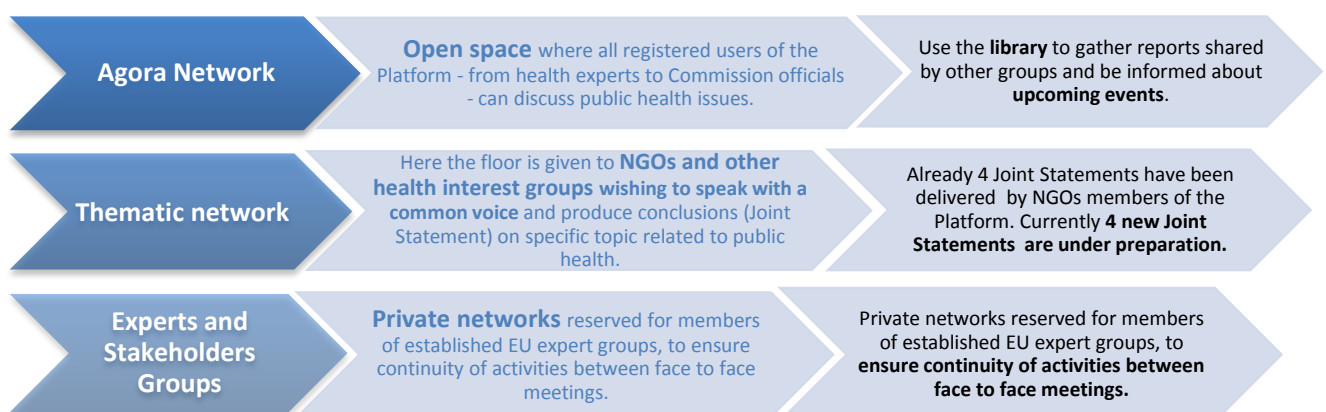 Agora Network
Open space where all registered users of the
Platform - from health experts to Commission officials
- can discuss public health issues.
Use the library to gather reports shared
by other groups and be informed about
upcoming events.
Thematic network
Here the floor is given to NGOs and other
health interest groups wishing to speak with a
common voice and produce conclusions (Joint
Statement) on specific topic related to public
health.
Already 4 Joint Statements have been
delivered by NGOs members of the
Platform. Currently 4 new Joint
Statements are under preparation.
Experts and
Stakeholders
Groups
Private networks reserved for members
of established EU expert groups, to ensure
continuity of activities between face to face
meetings.
Private networks reserved for members
of established EU expert groups, to
ensure continuity of activities between
face to face meetings.